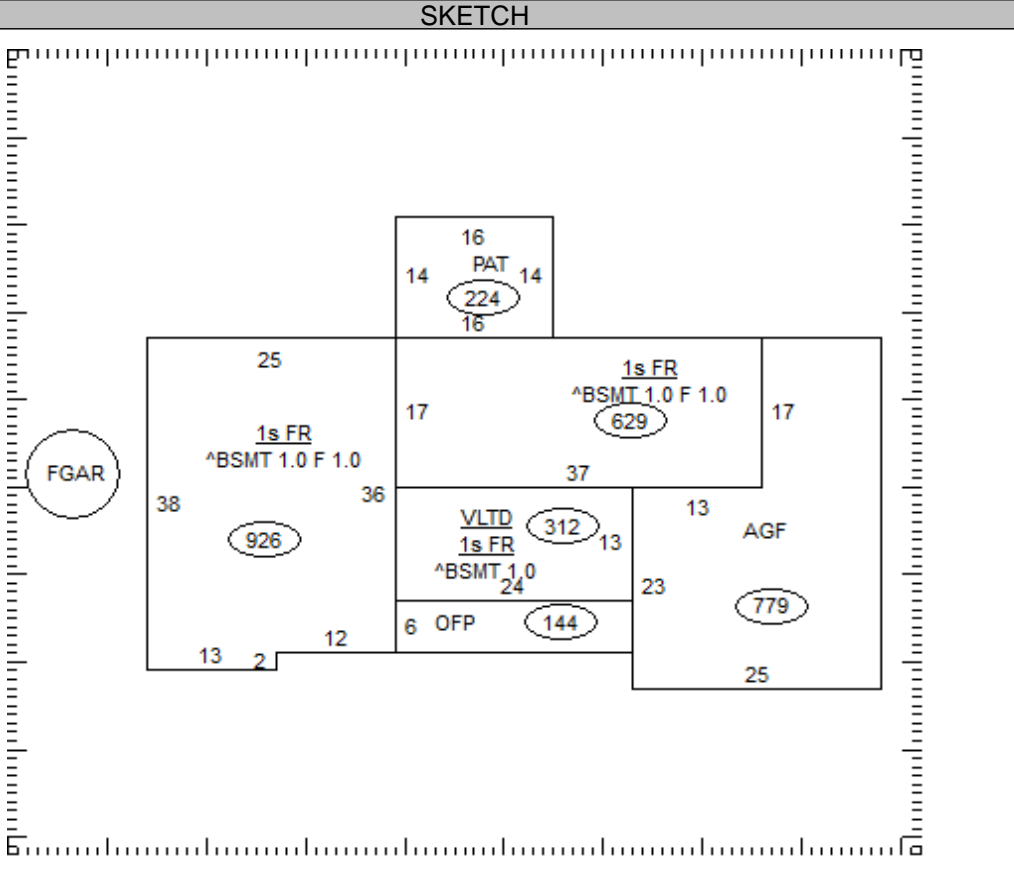 SKETCH
16
PAT
14
14
224
16
25
1s FR
^BSMT 1.0 F 1.0
629
17
17
37
1s FR
^BSMT 1.0 F 1.0
FGAR
38
36
926
VLTD
312
1s FR
13
^BSMT 1.0
24
13
AGF
23
779
6
OFP
144
12
13
2
25